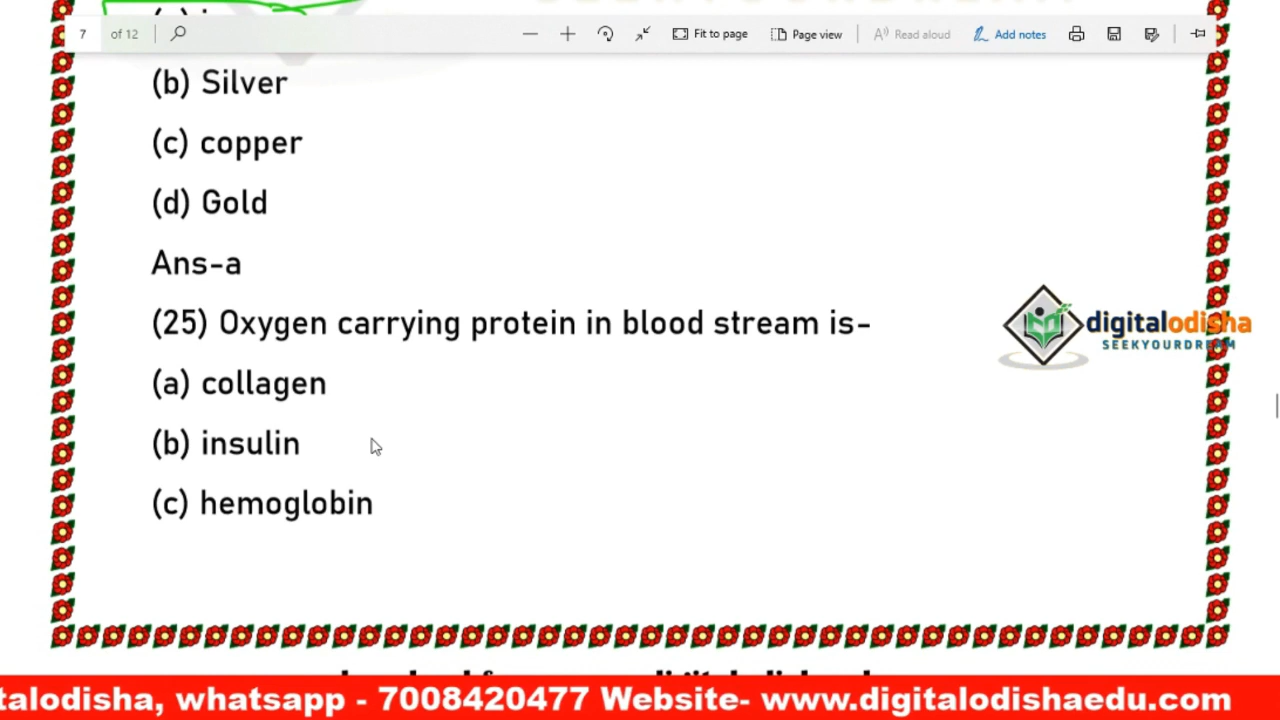 7 of 12 Fit to page Page view Read aloud Add notes
(b) Silver
(c) copper
(d) Gold
Ans-a
(25) Oxygen carrying protein in blood stream is-
(a) collagen
(b) insulin
(c) hemoglobin
digitalodisha
SEEKYOURDREAM
talodisha, whatsapp - 7008420477 Website- www.digitalodishaedu.com